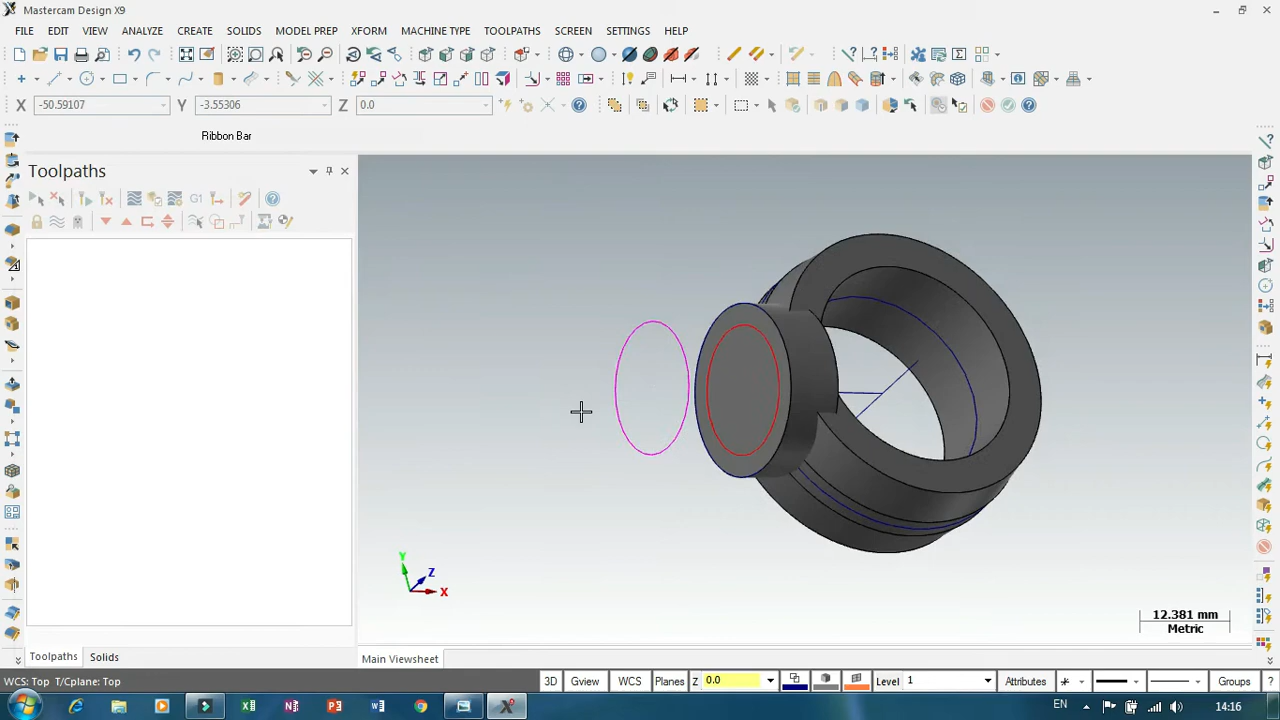 Mastercam Design X9
FILE EDIT VIEW ANALYZE CREATE SOLIDS MODEL PREP XFORM MACHINE TYPE TOOLPATHS SCREEN SETTINGS HELP
X -50.59107 Y -3.55306 Z 0.0
Ribbon Bar
Toolpaths
G1
Y
Z
X
12.381 mm
Metric
Toolpaths Solids
Main Viewsheet
WCS: Top T/Cplane: Top
3D Gview WCS Planes Z 0.0 Level 1 Attributes Groups
EN 14:16